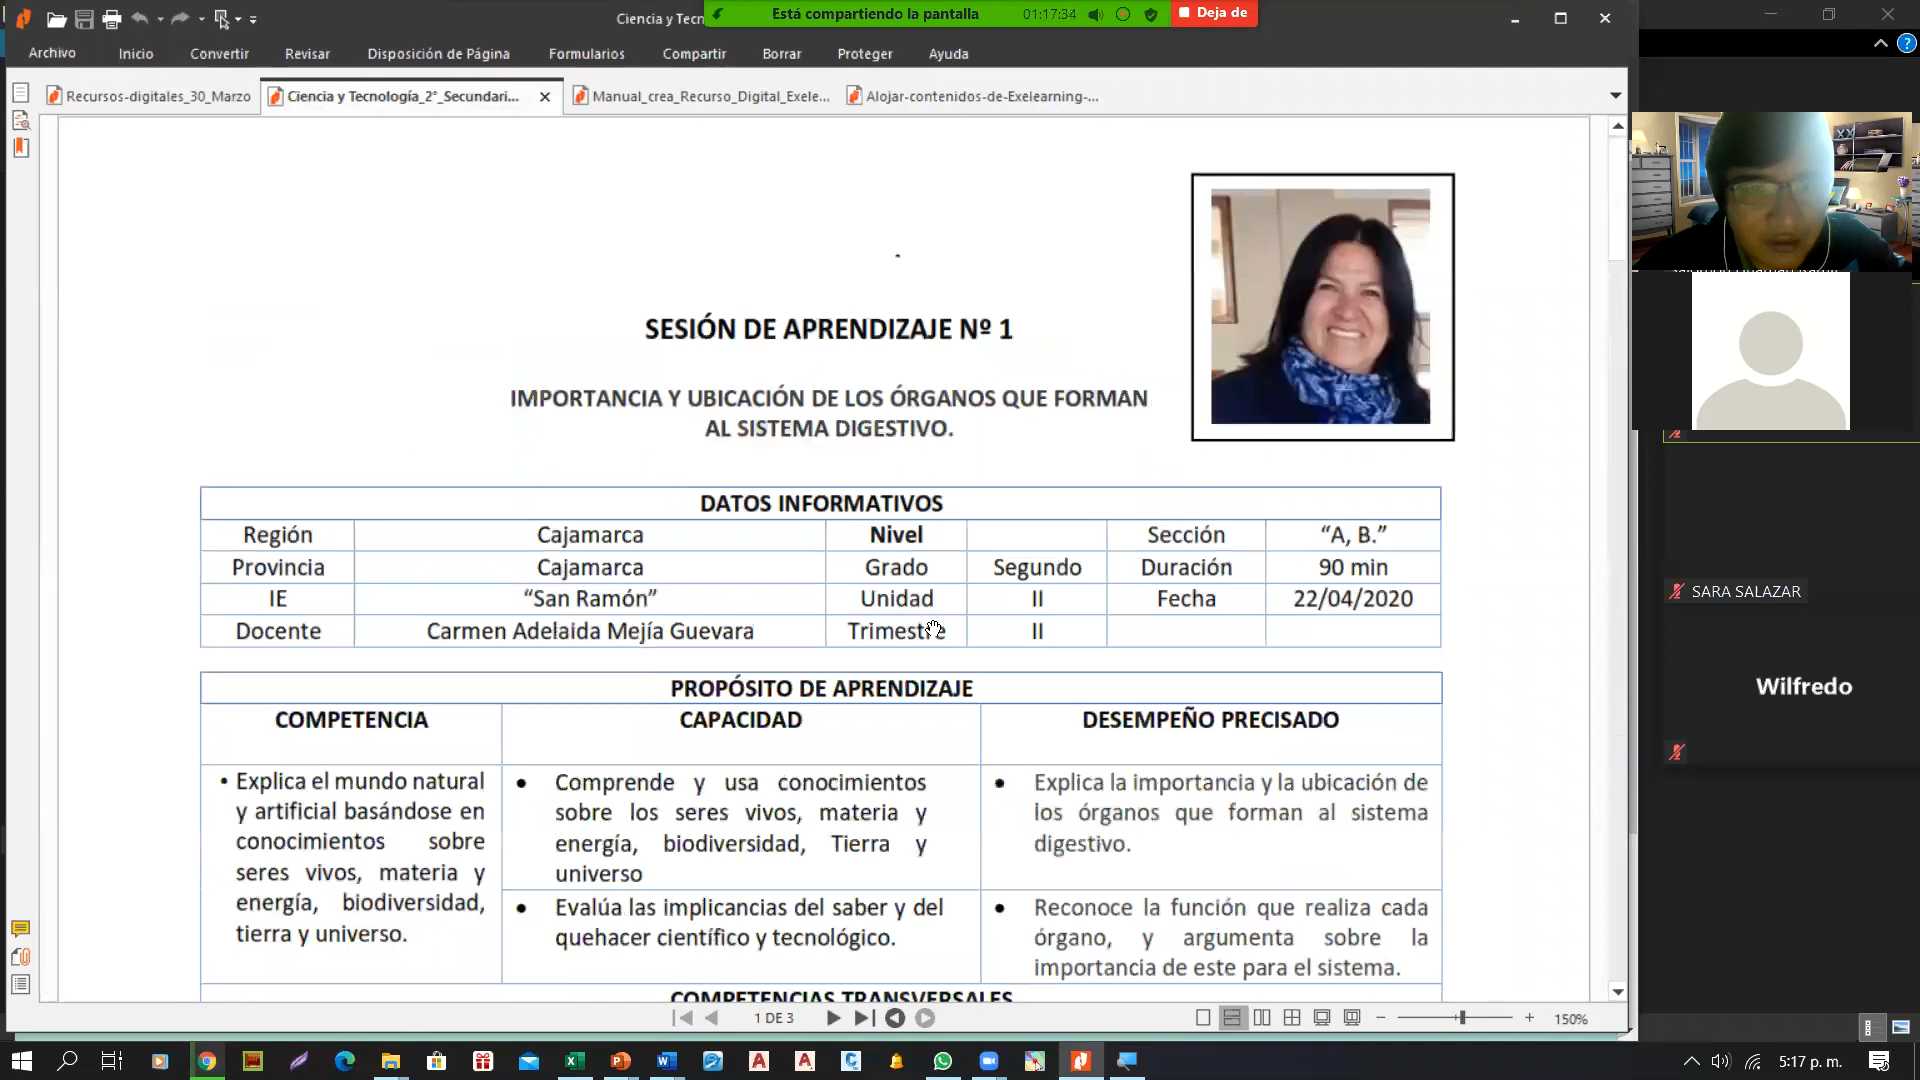 Ciencia y Tecn
Está compartiendo la pantalla
01:17:34
Deja de
Archivo
Inicio
Convertir
Revisar
Disposición de Página
Formularios
Compartir
Borrar
Proteger
Ayuda
Recursos-digitales_30_Marzo
Ciencia y Tecnología_2°_Secundari...
Manual_crea_Recurso_Digital_Exele...
Alojar-contenidos-de-Exelearning-...
SESIÓN DE APRENDIZAJE Nº 1
IMPORTANCIA Y UBICACIÓN DE LOS ÓRGANOS QUE FORMAN
AL SISTEMA DIGESTIVO.
DATOS INFORMATIVOS
Región Cajamarca Nivel Sección “A, B.”
Provincia Cajamarca Grado Segundo Duración 90 min
IE “San Ramón” Unidad II Fecha 22/04/2020
Docente Carmen Adelaida Mejía Guevara Trimestre II
PROPÓSITO DE APRENDIZAJE
COMPETENCIA
CAPACIDAD
DESEMPEÑO PRECISADO
• Explica el mundo natural
y artificial basándose en
conocimientos sobre
seres vivos, materia y
energía, biodiversidad,
tierra y universo.
• Comprende y usa conocimientos
sobre los seres vivos, materia y
energía, biodiversidad, Tierra y
universo
• Explica la importancia y la ubicación de
los órganos que forman al sistema
digestivo.
• Evalúa las implicancias del saber y del
quehacer científico y tecnológico.
• Reconoce la función que realiza cada
órgano, y argumenta sobre la
importancia de este para el sistema.
COMPETENCIAS TRANSVERSALES
1 DE 3
150%
SARA SALAZAR
Wilfredo
5:17 p. m.